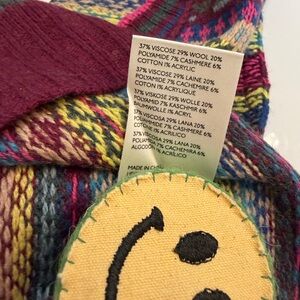 37% VISCOSE 29% WOOL 20%
POLYAMIDE 7% CASHMERE 6%
COTTON 1% ACRYLIC
37% VISCOSE 29% LAINE 20%
POLYAMIDE 7% CACHEMIRE 6%
COTON 1% ACRYLIQUE
37% VISKOSE 29% WOLLE 20%
POLYAMID 7% KASCHMIR 6%
BAUMWOLLE 1% ACRYL
37% VISCOSA 29% LANA 20%
POLIAMMIDE 7% CASHMERE 6%
COTONE 1% ACRILICO
37% VISCOSA 29% LANA 20%
POLIAMIDA 7% CACHEMIRA 6%
ALGODÓN 1% ACRÍLICO
MADE IN